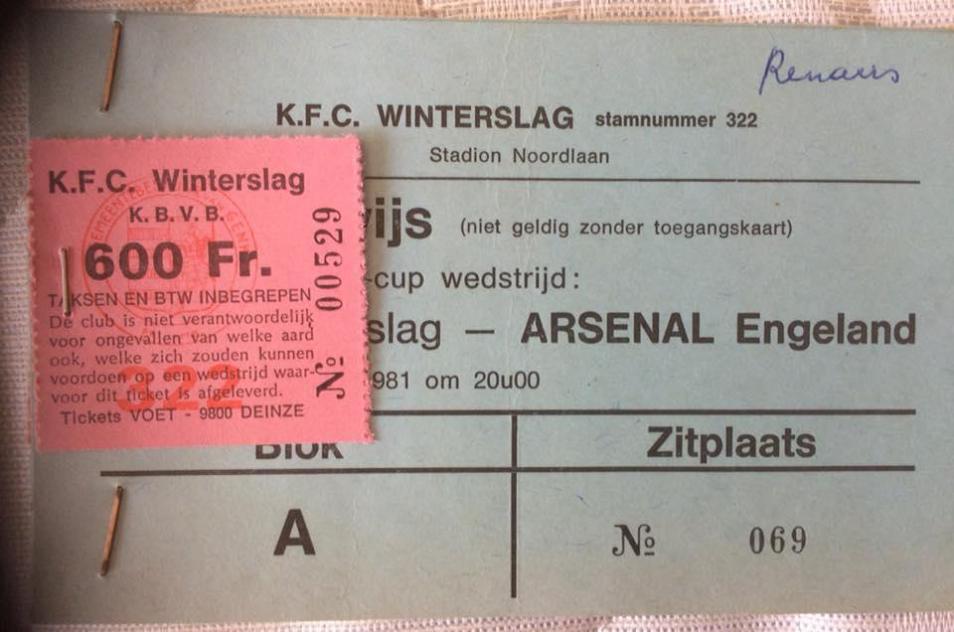 K.F.C. WINTERSLAG stamnummer 322
Stadion Noordlaan
ijs (niet geldig zonder toegangskaart)
-cup wedstrijd:
slag — ARSENAL Engeland
981 om 20u00
Blok Zitplaats
A № 069
K.F.C. Winterslag
K.B.V.B.
600 Fr.
TAKSEN EN BTW INBEGREPEN
De club is niet verantwoordelijk
voor ongevallen van welke aard
ook, welke zich zouden kunnen
voordoen op een wedstrijd waar-
voor dit ticket is afgeleverd.
Tickets VOET - 9800 DEINZE
№ 00529
322